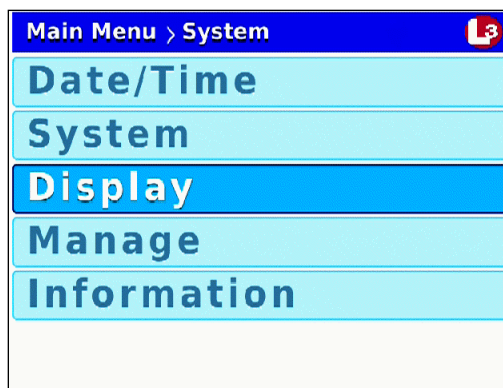 Main Menu > System
L3
Date/Time
System
Display
Manage
Information